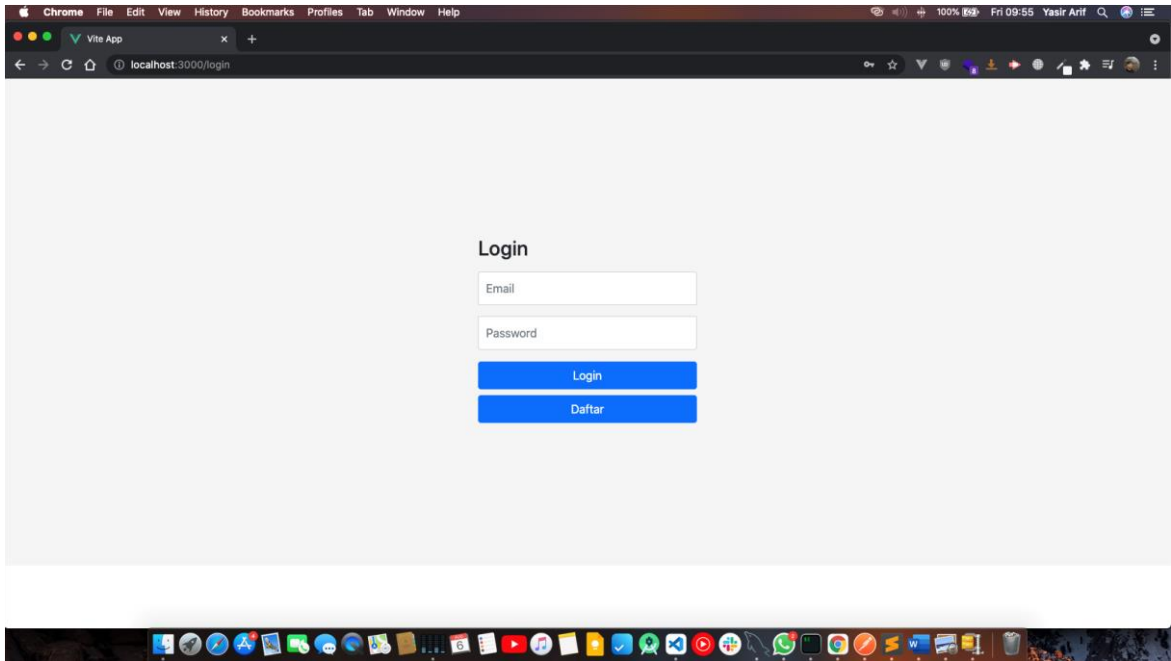 Chrome File Edit View History Bookmarks Profiles Tab Window Help 100% Fri 09:55 Yasir Arif
Vite App
localhost:3000/login
Login
Email
Password
Login
Daftar
6